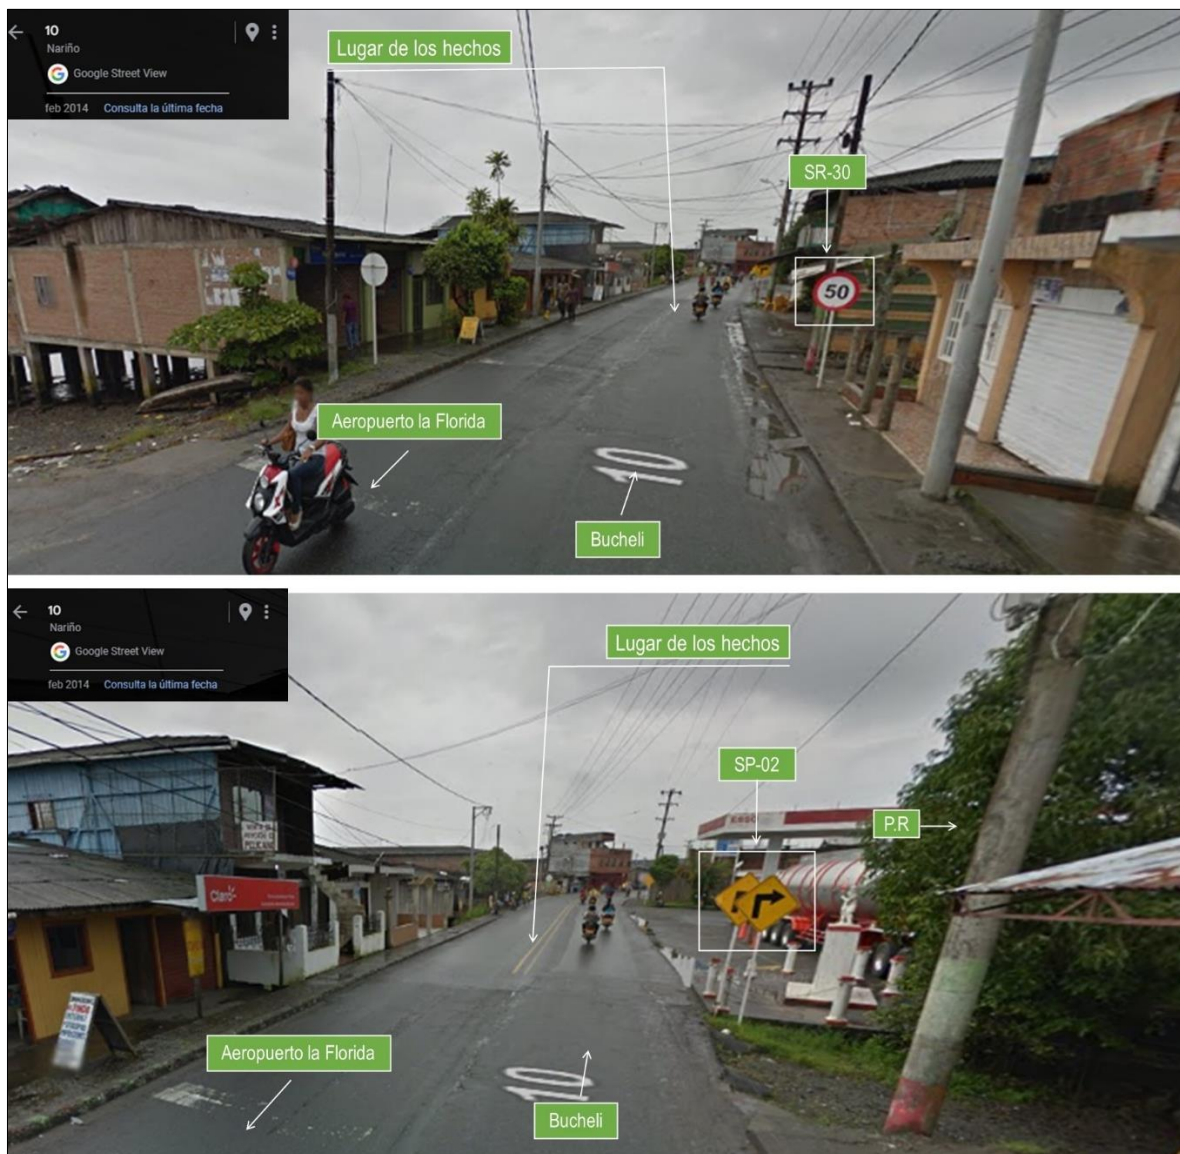 10
Nariño
Google Street View
feb 2014 Consulta la última fecha
Lugar de los hechos
SR-30
50
Aeropuerto la Florida
10
Bucheli
10
Nariño
Google Street View
feb 2014 Consulta la última fecha
Lugar de los hechos
SP-02
ESSO
P.R
Claro
Aeropuerto la Florida
10
Bucheli